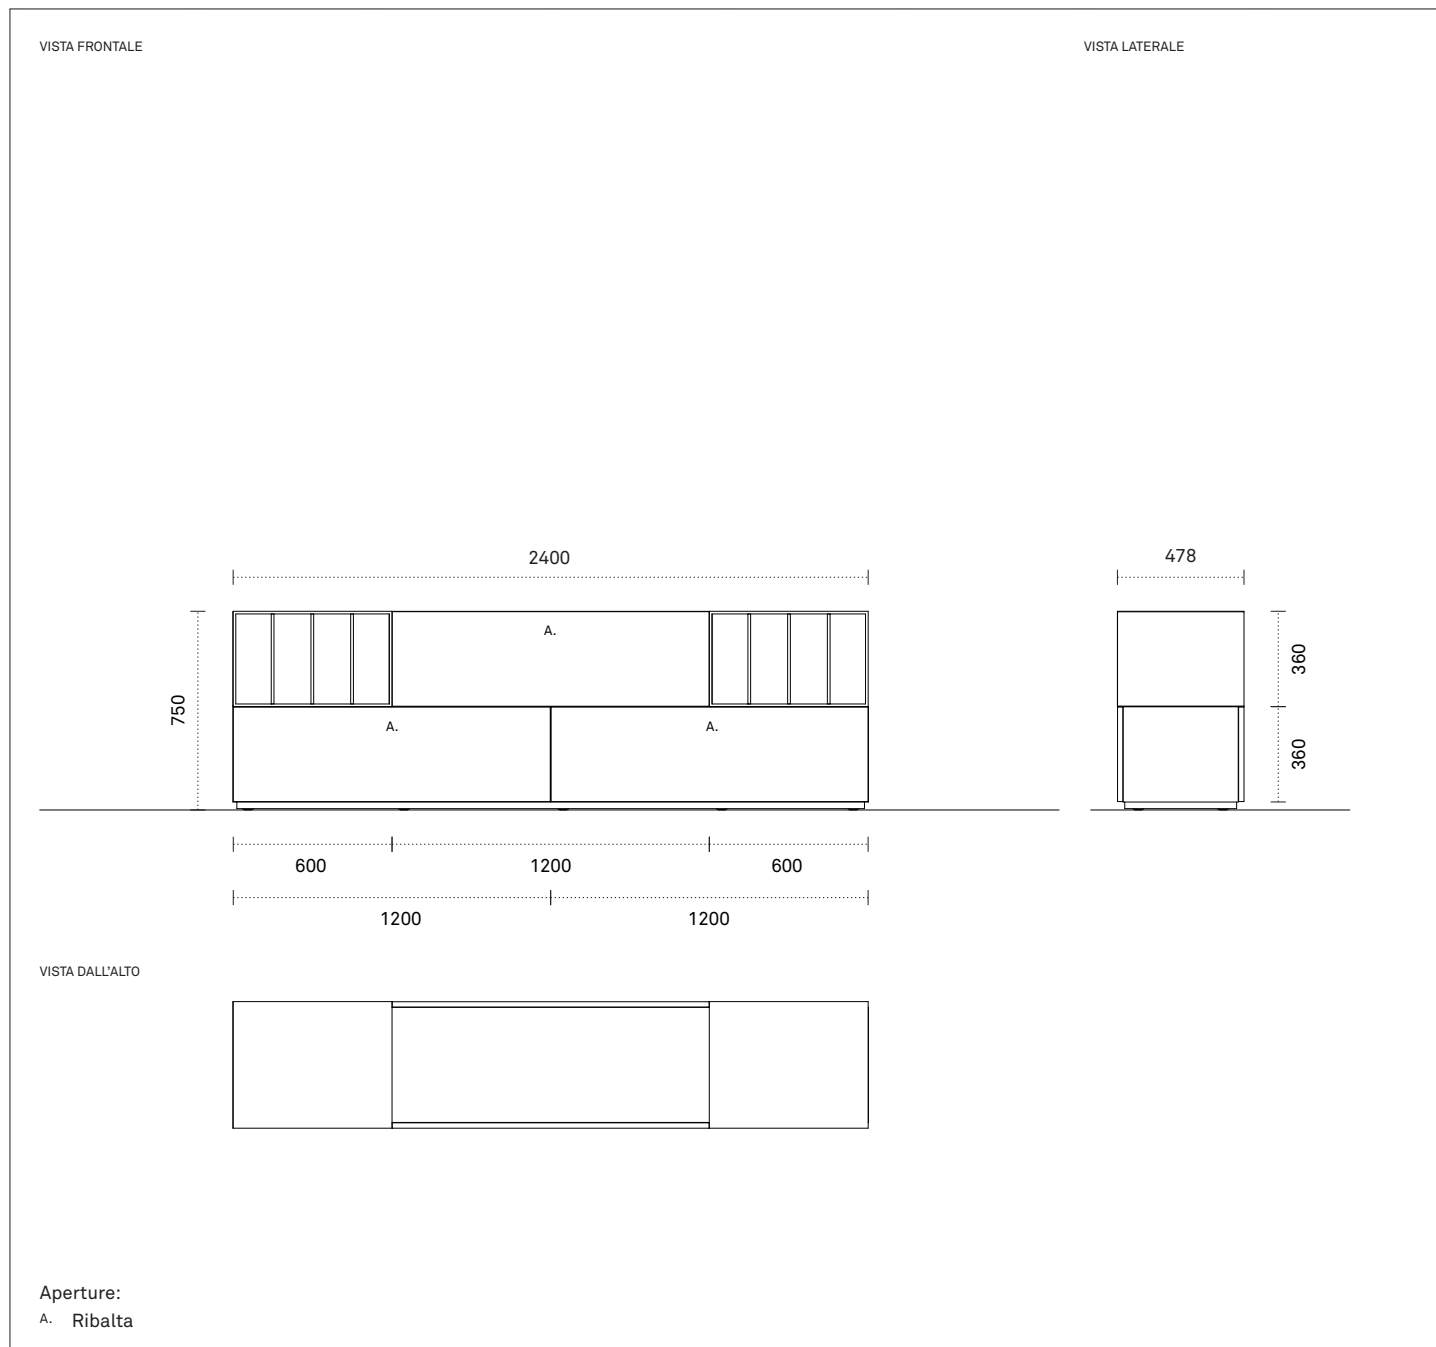 VISTA FRONTALE
VISTA LATERALE
2400
478
A.
360
750
A.
A.
360
600
1200
600
1200
1200
VISTA DALL'ALTO
Aperture:
A. Ribalta